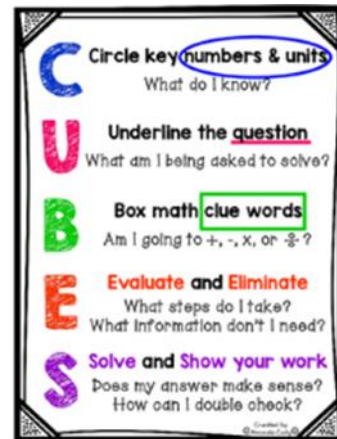 C Circle key numbers & units
What do I know?
U Underline the question
What am I being asked to solve?
B Box math clue words
Am I going to +, -, x, or ÷?
E Evaluate and Eliminate
What steps do I take?
What information don't I need?
S Solve and Show your work
Does my answer make sense?
How can I double check?
Created by